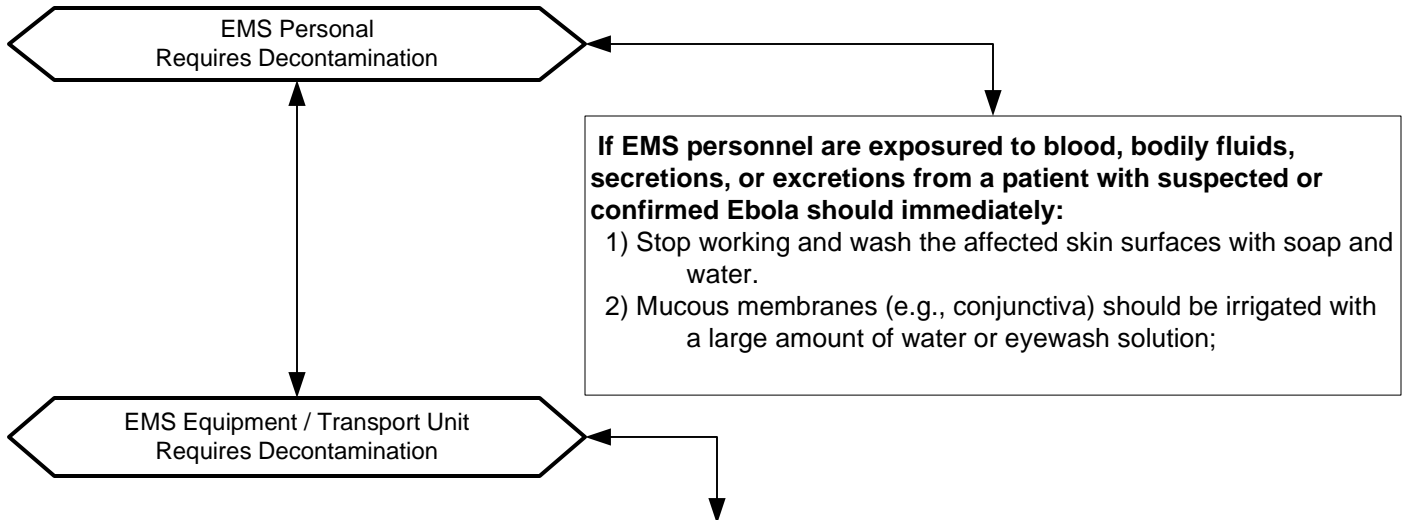 EMS Personal
Requires Decontamination
If EMS personnel are exposured to blood, bodily fluids,
secretions, or excretions from a patient with suspected or
confirmed Ebola should immediately:
1) Stop working and wash the affected skin surfaces with soap and
water.
2) Mucous membranes (e.g., conjunctiva) should be irrigated with
a large amount of water or eyewash solution;
EMS Equipment / Transport Unit
Requires Decontamination